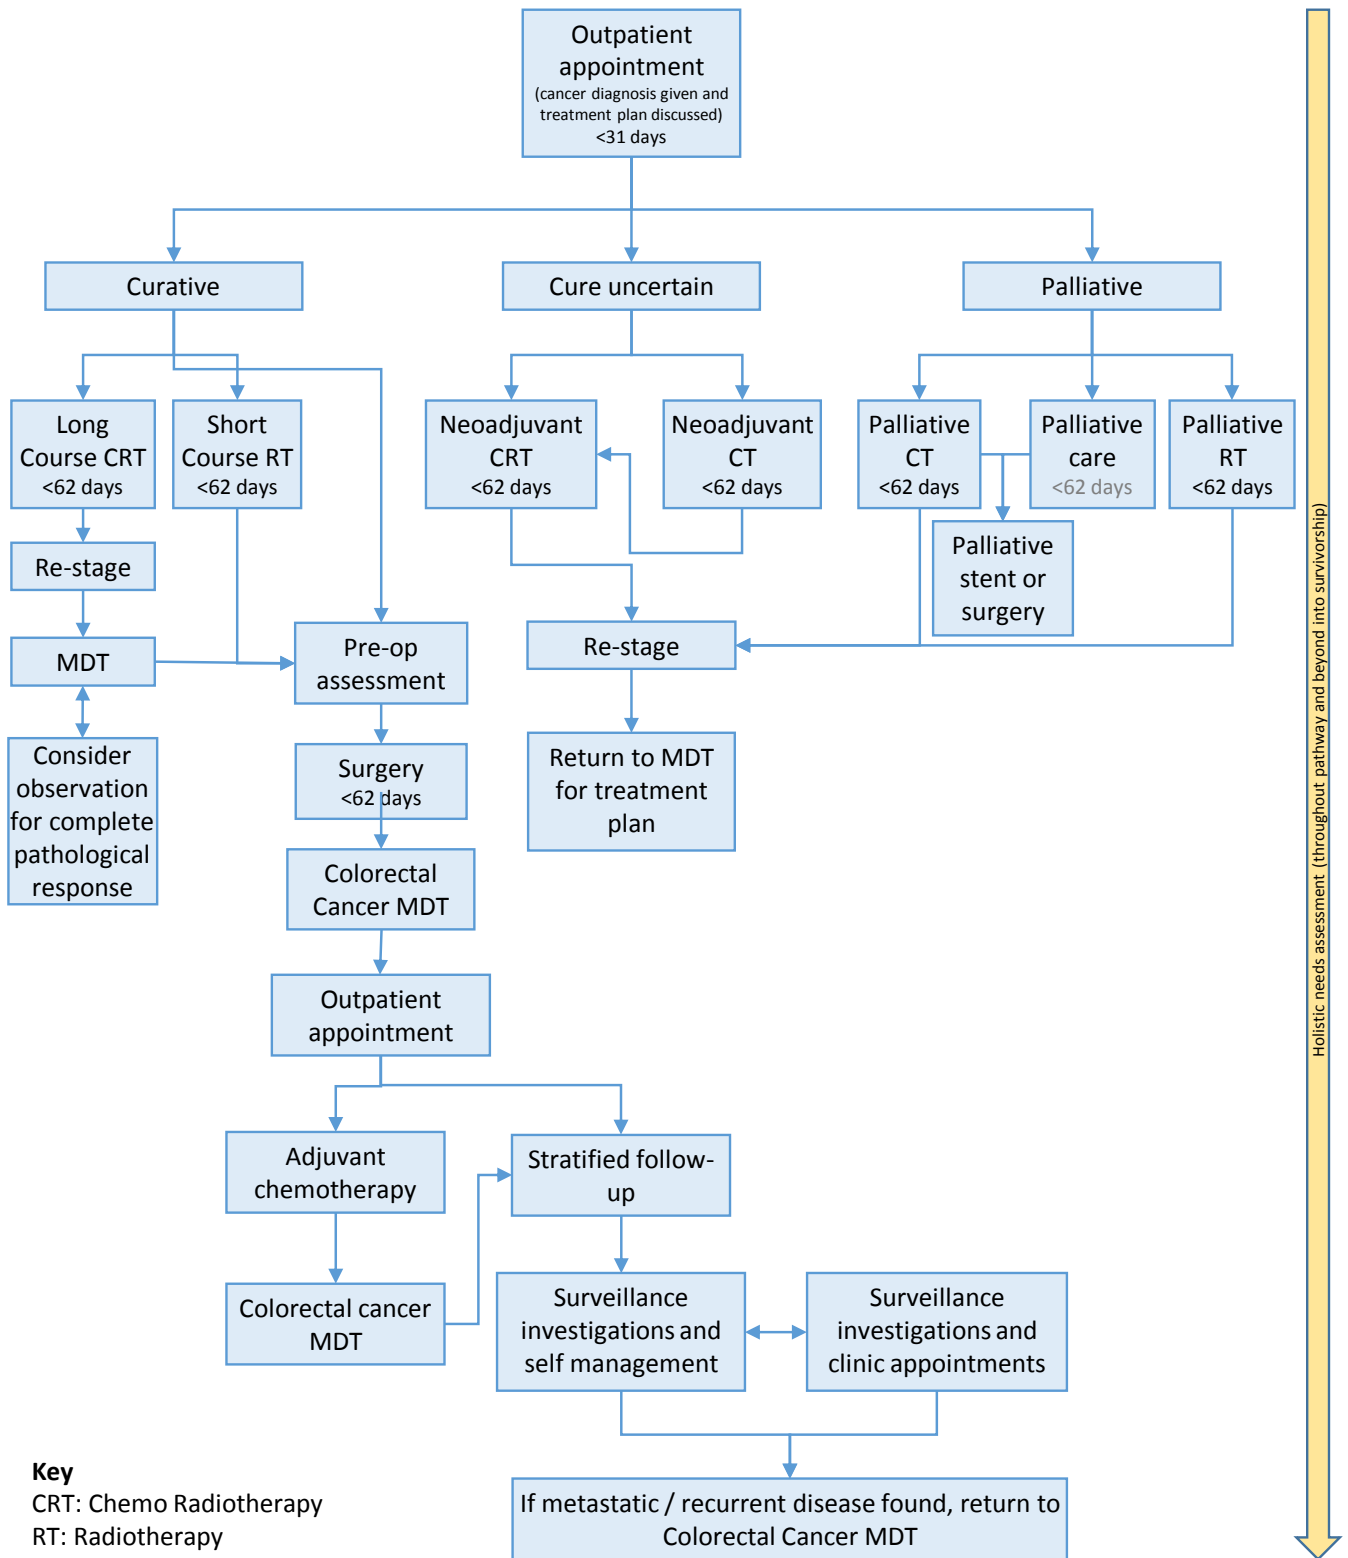 Outpatient
appointment
(cancer diagnosis given and
treatment plan discussed)
<31 days
Curative
Cure uncertain
Palliative
Long
Course CRT
<62 days
Short
Course RT
<62 days
Neoadjuvant
CRT
<62 days
Neoadjuvant
CT
<62 days
Palliative
CT
<62 days
Palliative
care
<62 days
Palliative
RT
<62 days
Re-stage
Palliative
stent or
surgery
MDT
Pre-op
assessment
Re-stage
Consider
observation
for complete
pathological
response
Surgery
<62 days
Return to MDT
for treatment
plan
Colorectal
Cancer MDT
Outpatient
appointment
Adjuvant
chemotherapy
Stratified follow-
up
Colorectal cancer
MDT
Surveillance
investigations and
self management
Surveillance
investigations and
clinic appointments
If metastatic / recurrent disease found, return to
Colorectal Cancer MDT
Key
CRT: Chemo Radiotherapy
RT: Radiotherapy
Holistic needs assessment (throughout pathway and beyond into survivorship)